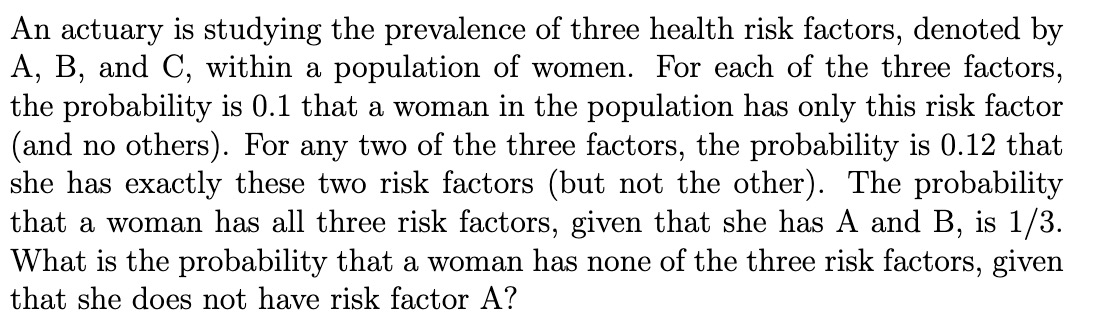 An actuary is studying the prevalence of three health risk factors, denoted by
A, B, and C, within a population of women. For each of the three factors,
the probability is 0.1 that a woman in the population has only this risk factor
(and no others). For any two of the three factors, the probability is 0.12 that
she has exactly these two risk factors (but not the other). The probability
that a woman has all three risk factors, given that she has A and B, is 1/3.
What is the probability that a woman has none of the three risk factors, given
that she does not have risk factor A?